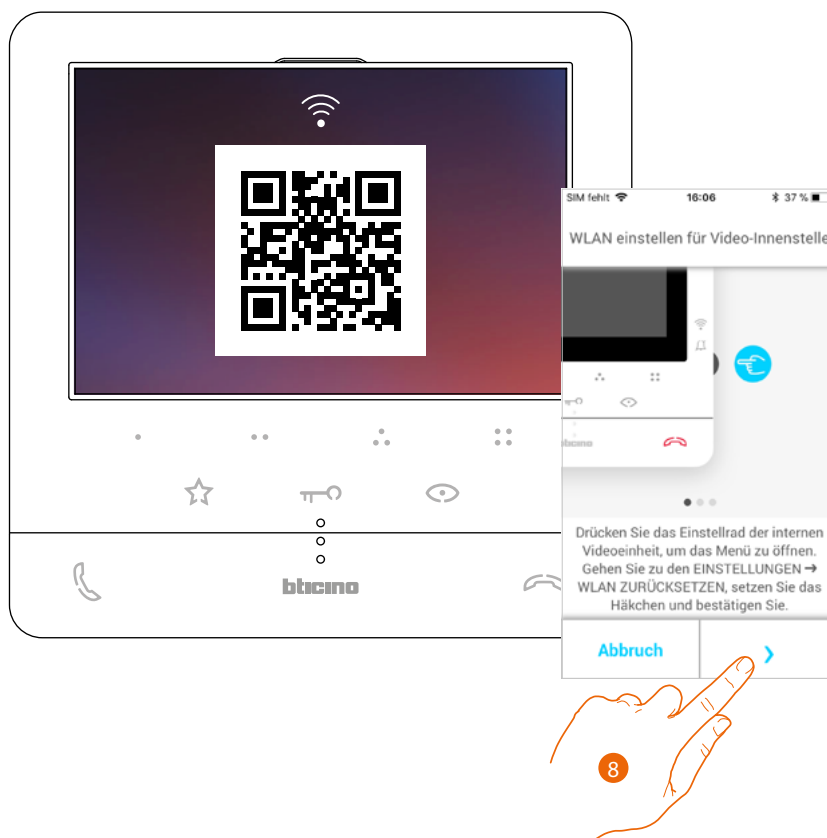 SIM fehlt
16:06
37 %
WLAN einstellen für Video-Innenstelle
bticino
Drücken Sie das Einstellrad der internen
Videoeinheit, um das Menü zu öffnen.
Gehen Sie zu den EINSTELLUNGEN →
WLAN ZURÜCKSETZEN, setzen Sie das
Häkchen und bestätigen Sie.
bticino
Abbruch
8